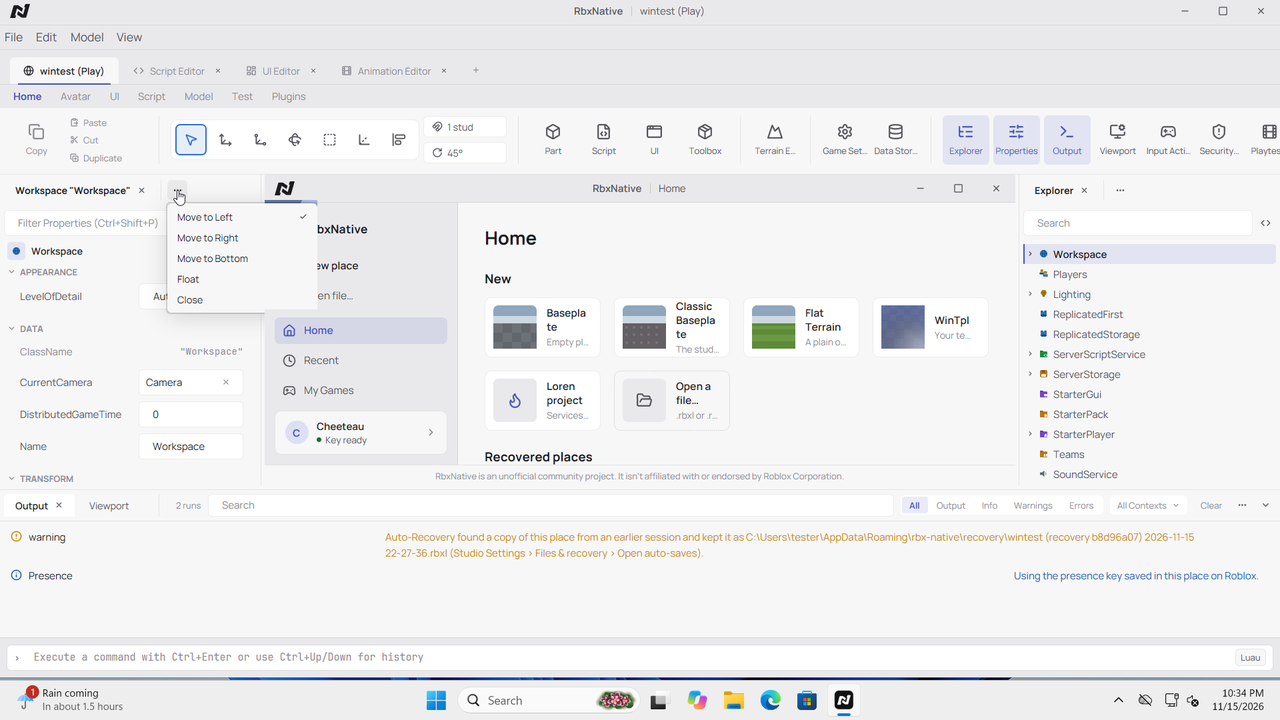 RbxNative wintest (Play)
File Edit Model View
wintest (Play) Script Editor UI Editor Animation Editor
Home Avatar UI Script Model Test Plugins
Copy
Paste
Cut
Duplicate
1 stud
45°
Part Script UI Toolbox Terrain E... Game Set... Data Stor... Explorer Properties Output Viewport Input Acti... Security...
Workspace "Workspace"
Filter Properties (Ctrl+Shift+P)
Workspace
APPEARANCE
LevelOfDetail
DATA
ClassName "Workspace"
CurrentCamera Camera
DistributedGameTime 0
Name Workspace
TRANSFORM
Move to Left
Move to Right
Move to Bottom
Float
Close
RbxNative Home
Home
Recent
My Games
C
Cheeteau
Key ready
Home
New
Basepla
te
Empty pl...
Classic
Basepla
te
The stud...
Flat
Terrain
A plain o...
WinTpl
Your te...
Loren
project
Services...
Open a
file...
.rbxl or .r...
Recovered places
RbxNative is an unofficial community project. It isn't affiliated with or endorsed by Roblox Corporation.
Explorer
Search
Workspace
Players
Lighting
ReplicatedFirst
ReplicatedStorage
ServerScriptService
ServerStorage
StarterGui
StarterPack
StarterPlayer
Teams
SoundService
Output Viewport 2 runs Search All Output Info Warnings Errors All Contexts Clear
warning Auto-Recovery found a copy of this place from an earlier session and kept it as C:\Users\tester\AppData\Roaming\rbx-native\recovery\wintest (recovery b8d96a07) 2026-11-15
22-27-36.rbxl (Studio Settings › Files & recovery › Open auto-saves).
Presence Using the presence key saved in this place on Roblox.
Execute a command with Ctrl+Enter or use Ctrl+Up/Down for history Luau
1
Rain coming
In about 1.5 hours
Search
10:34 PM
11/15/2026